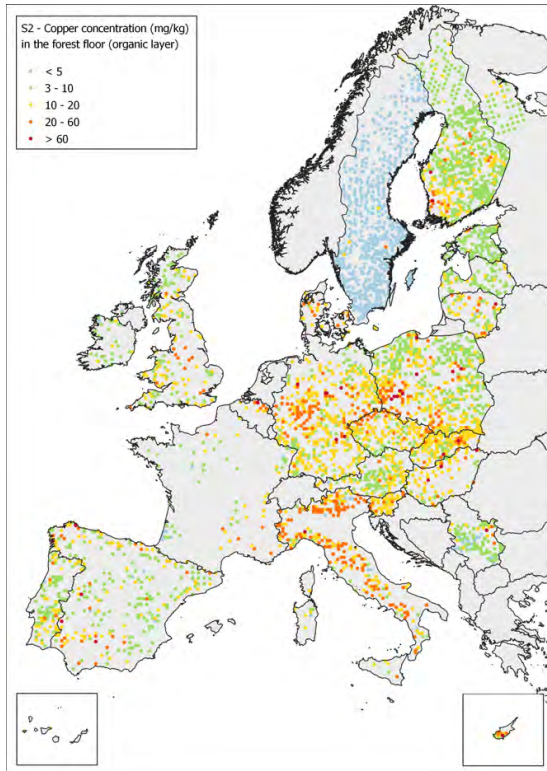 S2 - Copper concentration (mg/kg)
in the forest floor (organic layer)
< 5
3 - 10
10 - 20
20 - 60
> 60